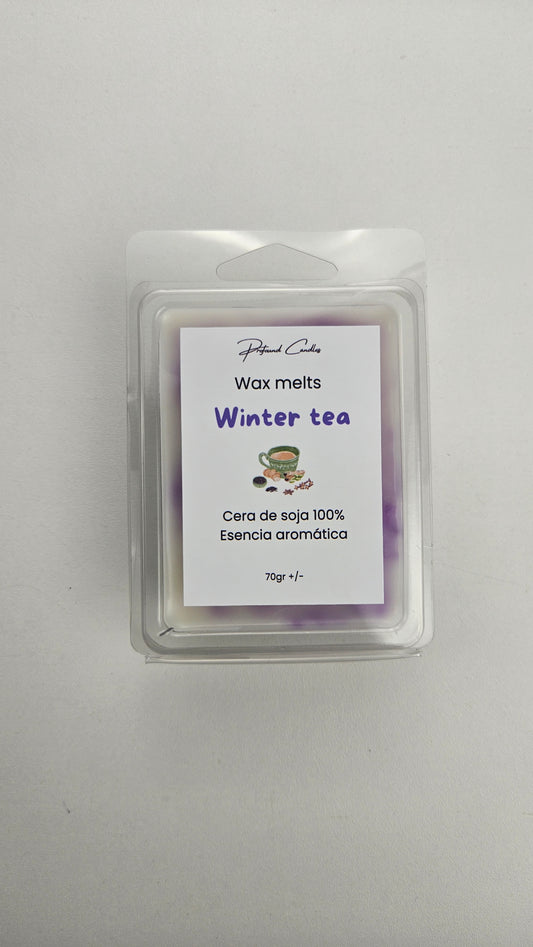 Profound Candles
Wax melts
Winter tea
Cera de soja 100%
Esencia aromática
70gr +/-